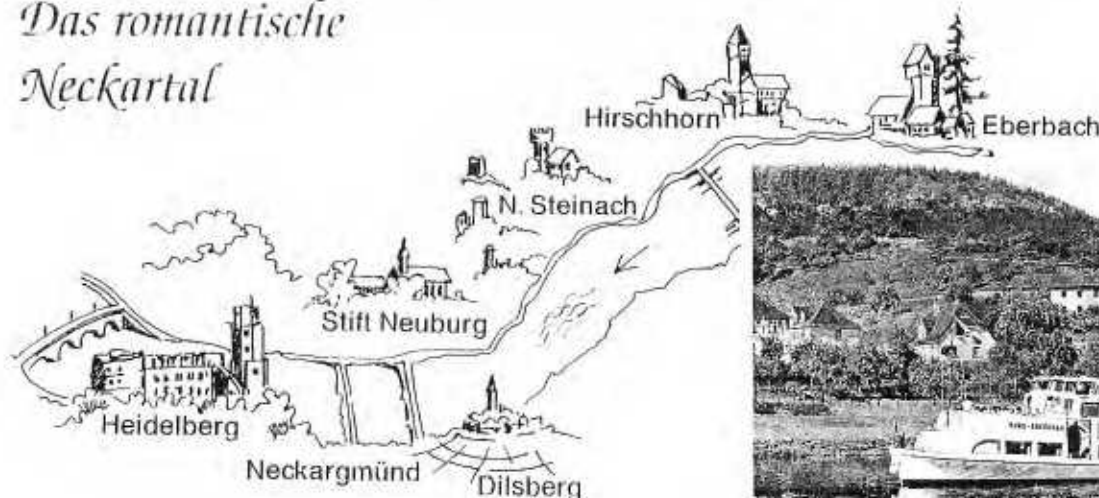 Das romantische
Neckartal
Hirschhorn
Eberbach
N. Steinach
Stift Neuburg
Heidelberg
Neckargmünd
Dilsberg